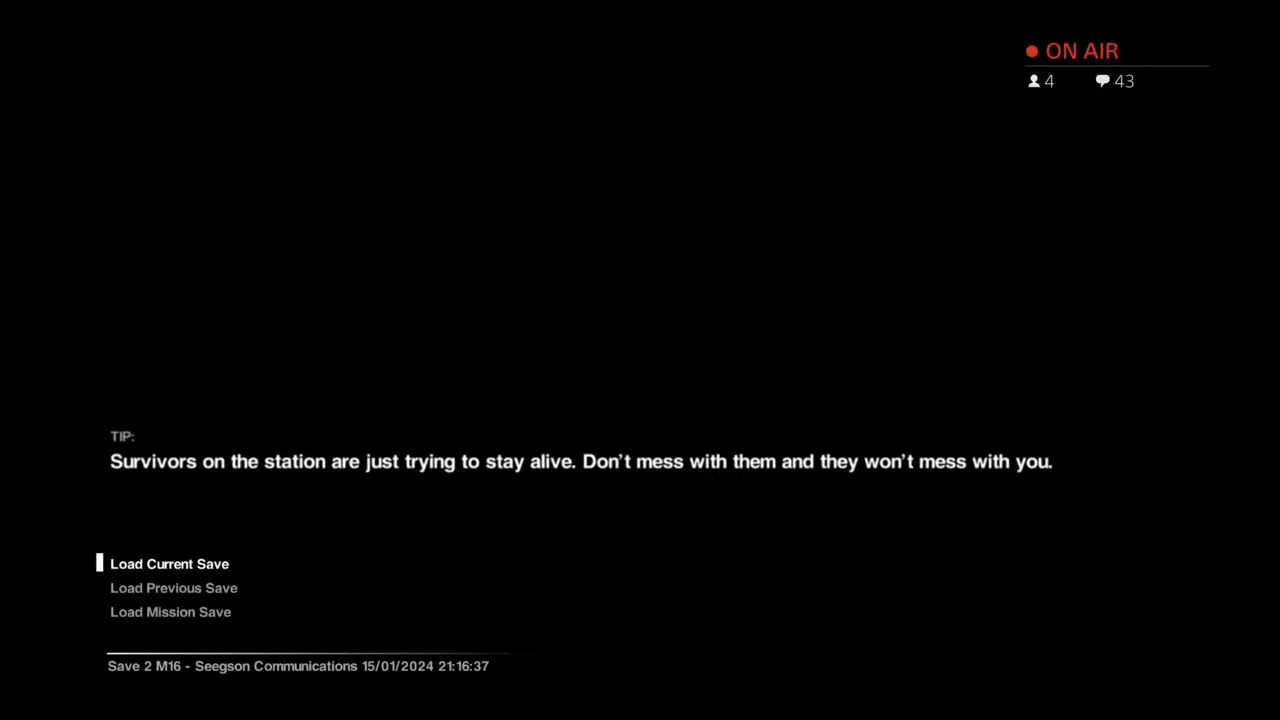 ON AIR
4 43
TIP:
Survivors on the station are just trying to stay alive. Don't mess with them and they won't mess with you.
Load Current Save
Load Previous Save
Load Mission Save
Save 2 M16 - Seegson Communications 15/01/2024 21:16:37